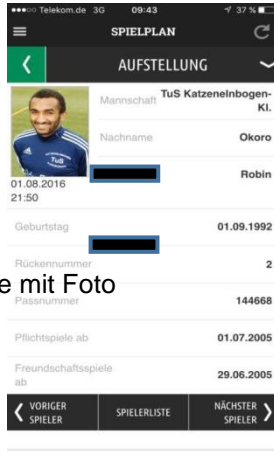 Telekom.de 3G 09:43 37 %
SPIELPLAN
AUFSTELLUNG
Mannschaft TuS Katzenelnbogen-Kl.
Nachname Okoro
Robin
TuS
01.08.2016
21:50
Geburtstag 01.09.1992
Rückennummer 2
e mit Foto
Passnummer 144668
Pflichtspiele ab 01.07.2005
Freundschaftsspiele ab 29.06.2005
VORIGER SPIELER
SPIELERLISTE
NÄCHSTER SPIELER